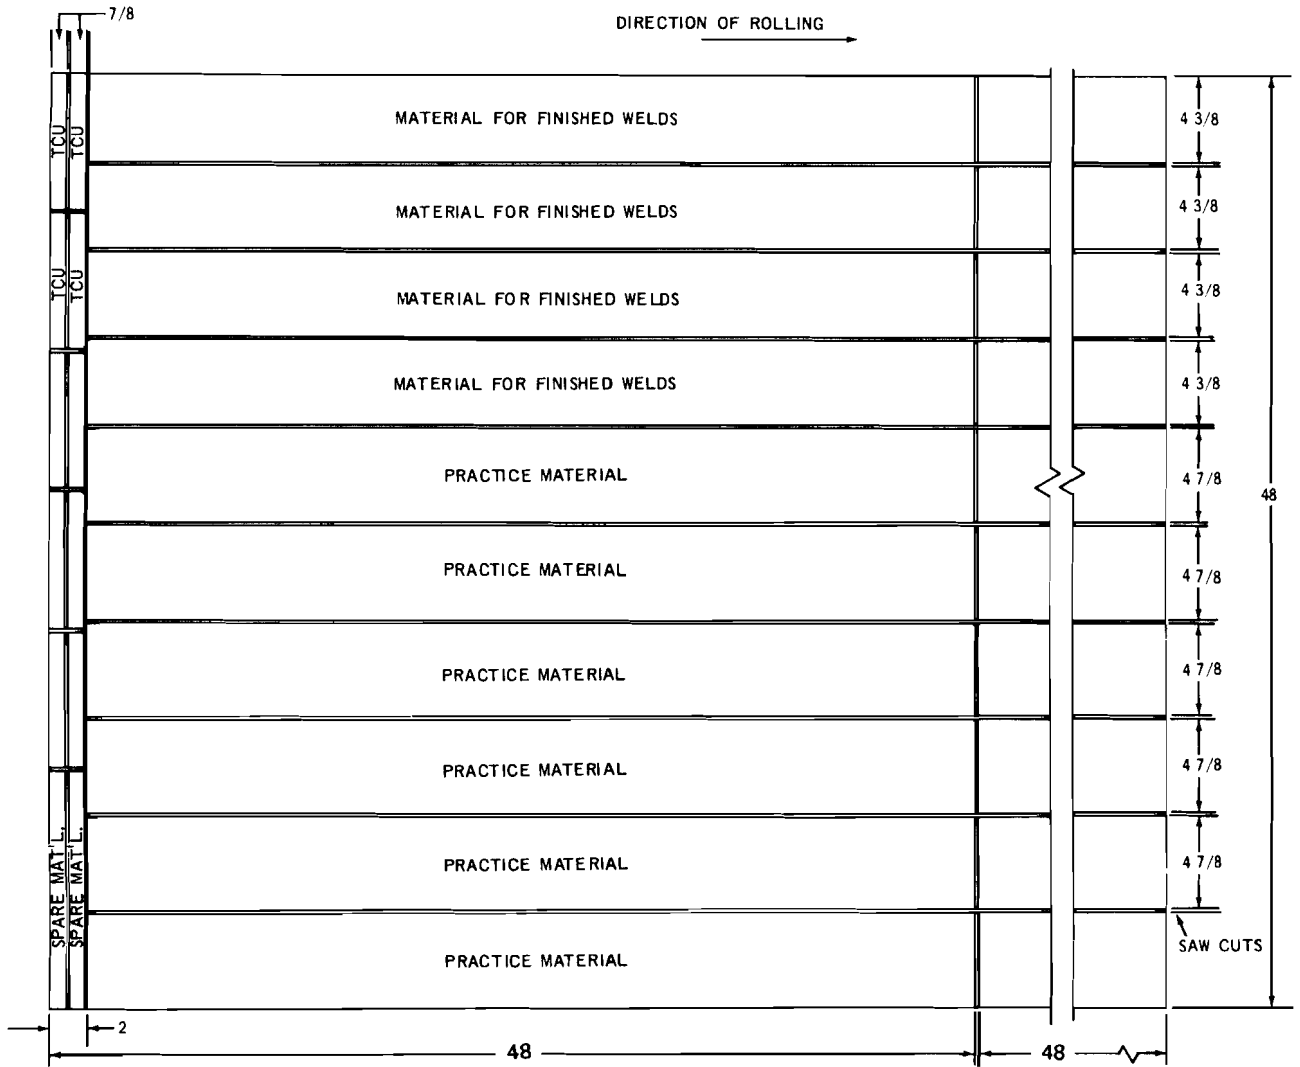 7/8
DIRECTION OF ROLLING
TCU
TCU
MATERIAL FOR FINISHED WELDS
4 3/8
MATERIAL FOR FINISHED WELDS
4 3/8
TCU
TCU
MATERIAL FOR FINISHED WELDS
4 3/8
MATERIAL FOR FINISHED WELDS
4 3/8
PRACTICE MATERIAL
4 7/8
48
PRACTICE MATERIAL
4 7/8
PRACTICE MATERIAL
4 7/8
PRACTICE MATERIAL
4 7/8
SPARE MAT'L.
SPARE MAT'L.
PRACTICE MATERIAL
4 7/8
SAW CUTS
PRACTICE MATERIAL
2
48
48